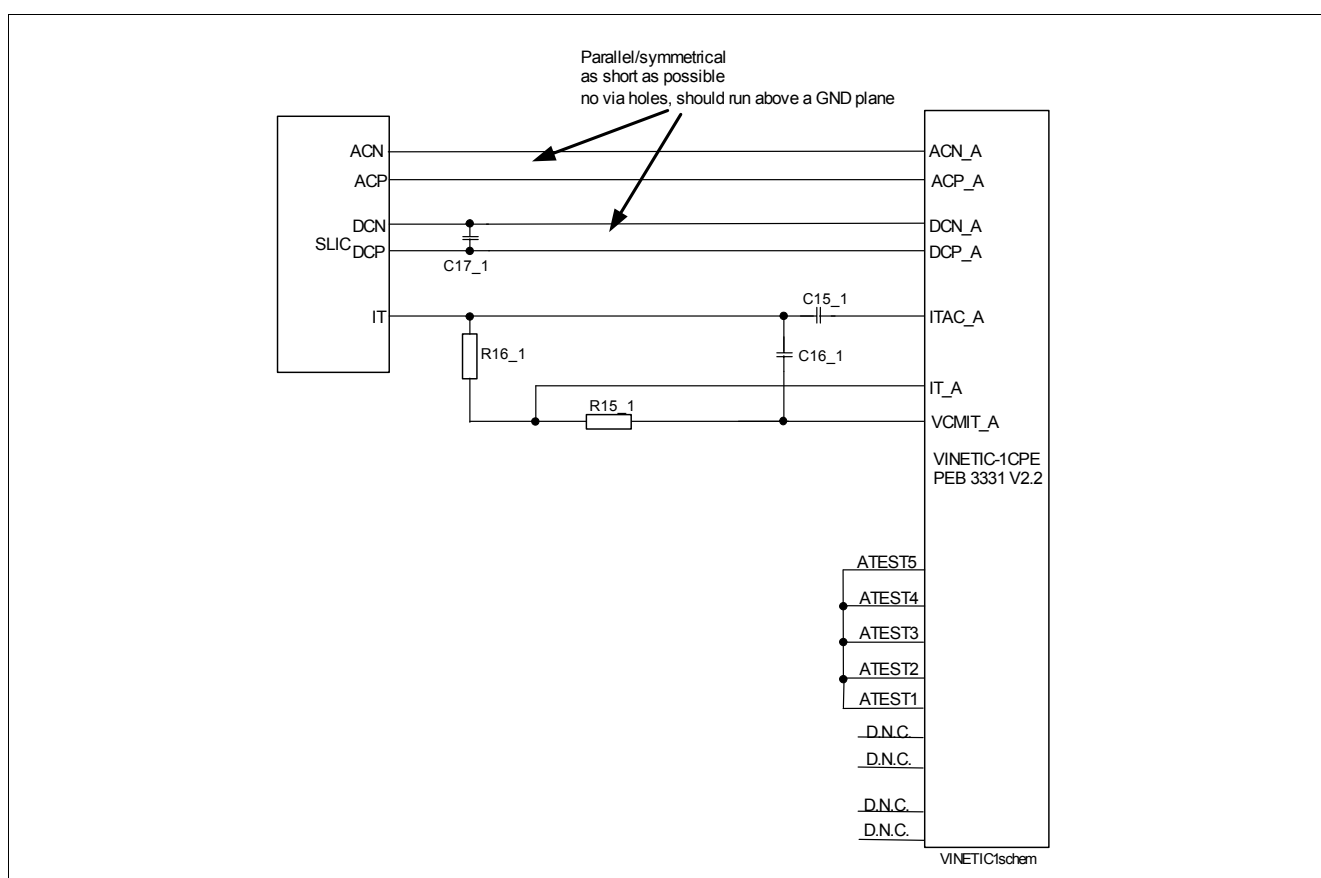 Parallel/symmetrical
as short as possible
no via holes, should run above a GND plane
ACN
ACN_A
ACP
ACP_A
DCN
DCN_A
SLIC
DCP
DCP_A
C17_1
C15_1
IT
ITAC_A
R16_1
C16_1
IT_A
R15_1
VCMIT_A
VINETIC-1CPE
PEB 3331 V2.2
ATEST5
ATEST4
ATEST3
ATEST2
ATEST1
D.N.C.
D.N.C.
D.N.C.
D.N.C.
VINETIC1schem